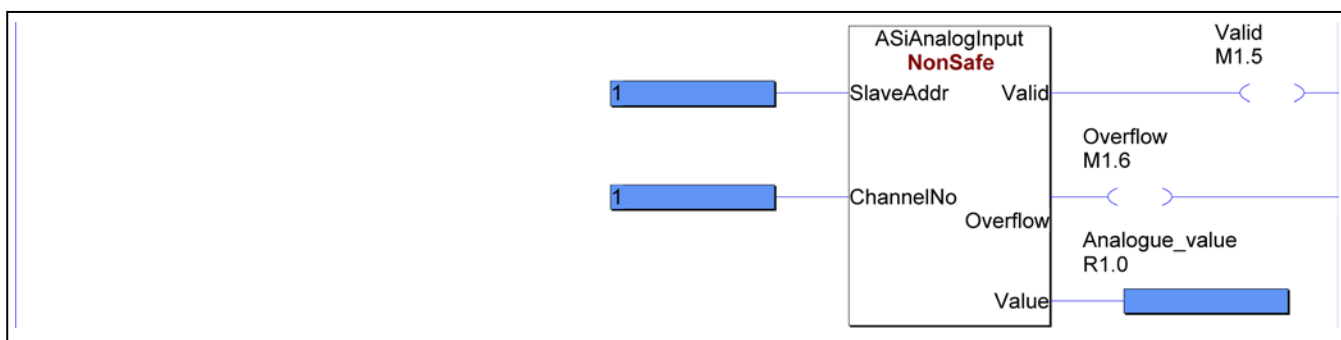 ASiAnalogInput
NonSafe
Valid
M1.5
1
SlaveAddr
Valid
Overflow
M1.6
1
ChannelNo
Overflow
Analogue_value
R1.0
Value